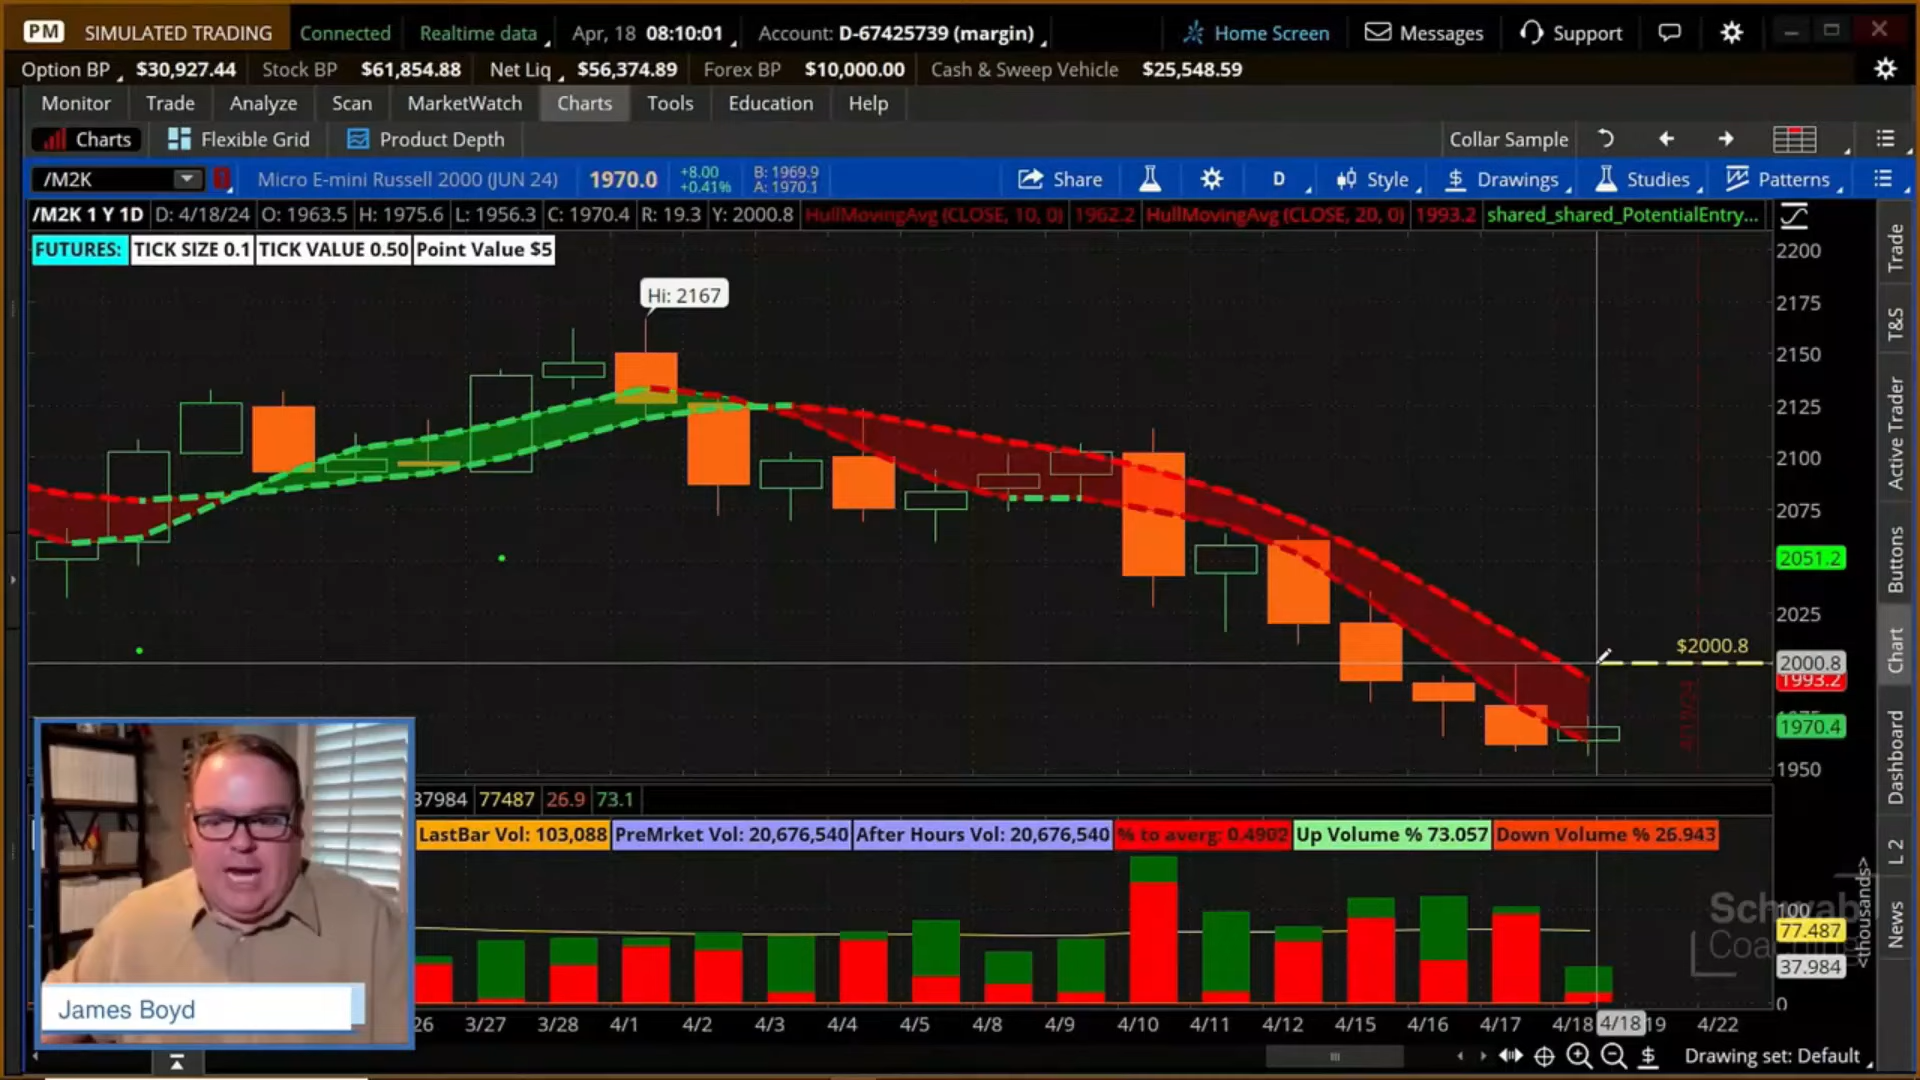 PM SIMULATED TRADING Connected Realtime data Apr, 18 08:10:01 Account: D-67425739 (margin) Home Screen Messages Support
Option BP $30,927.44 Stock BP $61,854.88 Net Liq $56,374.89 Forex BP $10,000.00 Cash & Sweep Vehicle $25,548.59
Monitor Trade Analyze Scan MarketWatch Charts Tools Education Help
Charts Flexible Grid Product Depth Collar Sample
/M2K Micro E-mini Russell 2000 (JUN 24) 1970.0 +8.00 +0.41% B: 1969.9 A: 1970.1 Share D Style Drawings Studies Patterns
/M2K 1 Y 1D D: 4/18/24 O: 1963.5 H: 1975.6 L: 1956.3 C: 1970.4 R: 19.3 Y: 2000.8 HullMovingAvg (CLOSE, 10, 0) 1962.2 HullMovingAvg (CLOSE, 20, 0) 1993.2 shared_shared_PotentialEntry...
FUTURES: TICK SIZE 0.1 TICK VALUE 0.50 Point Value $5
Hi: 2167
2200
2175
2150
2125
2100
2075
2051.2
2025
$2000.8
2000.8
1993.2
1970.4
1950
4/19/24
Trade
T&S
Active Trader
Buttons
Chart
Dashboard
L 2
News
37984 77487 26.9 73.1
LastBar Vol: 103,088 PreMrket Vol: 20,676,540 After Hours Vol: 20,676,540 % to averg: 0.4902 Up Volume % 73.057 Down Volume % 26.943
Schwab
Coaching
100
77.487
37.984
0
<thousands>
James Boyd
26 3/27 3/28 4/1 4/2 4/3 4/4 4/5 4/8 4/9 4/10 4/11 4/12 4/15 4/16 4/17 4/18 4/18 19 4/22
Drawing set: Default